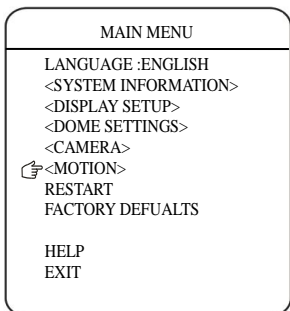 MAIN MENU
LANGUAGE :ENGLISH
<SYSTEM INFORMATION>
<DISPLAY SETUP>
<DOME SETTINGS>
<CAMERA>
<MOTION>
RESTART
FACTORY DEFUALTS
HELP
EXIT